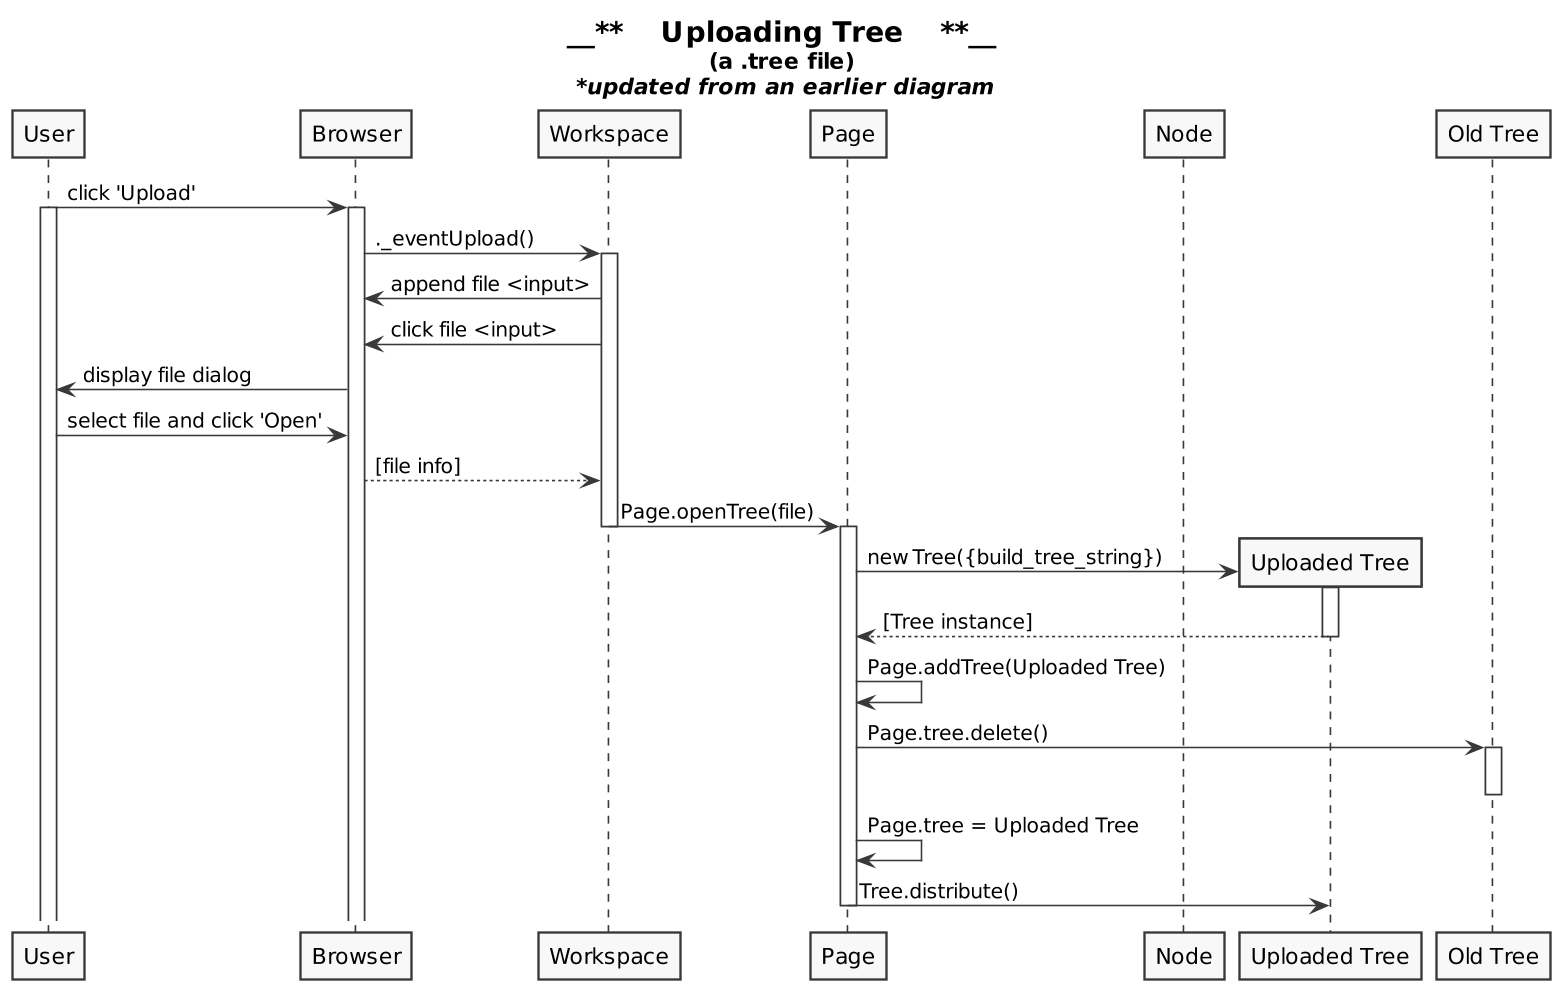 __**    Uploading Tree    **__
(a .tree file)
*updated from an earlier diagram
User
Browser
Workspace
Page
Node
Old Tree
click 'Upload'
._eventUpload()
append file <input>
click file <input>
display file dialog
select file and click 'Open'
[file info]
Page.openTree(file)
new Tree({build_tree_string})
Uploaded Tree
[Tree instance]
Page.addTree(Uploaded Tree)
Page.tree.delete()
Page.tree = Uploaded Tree
Tree.distribute()
User
Browser
Workspace
Page
Node
Uploaded Tree
Old Tree